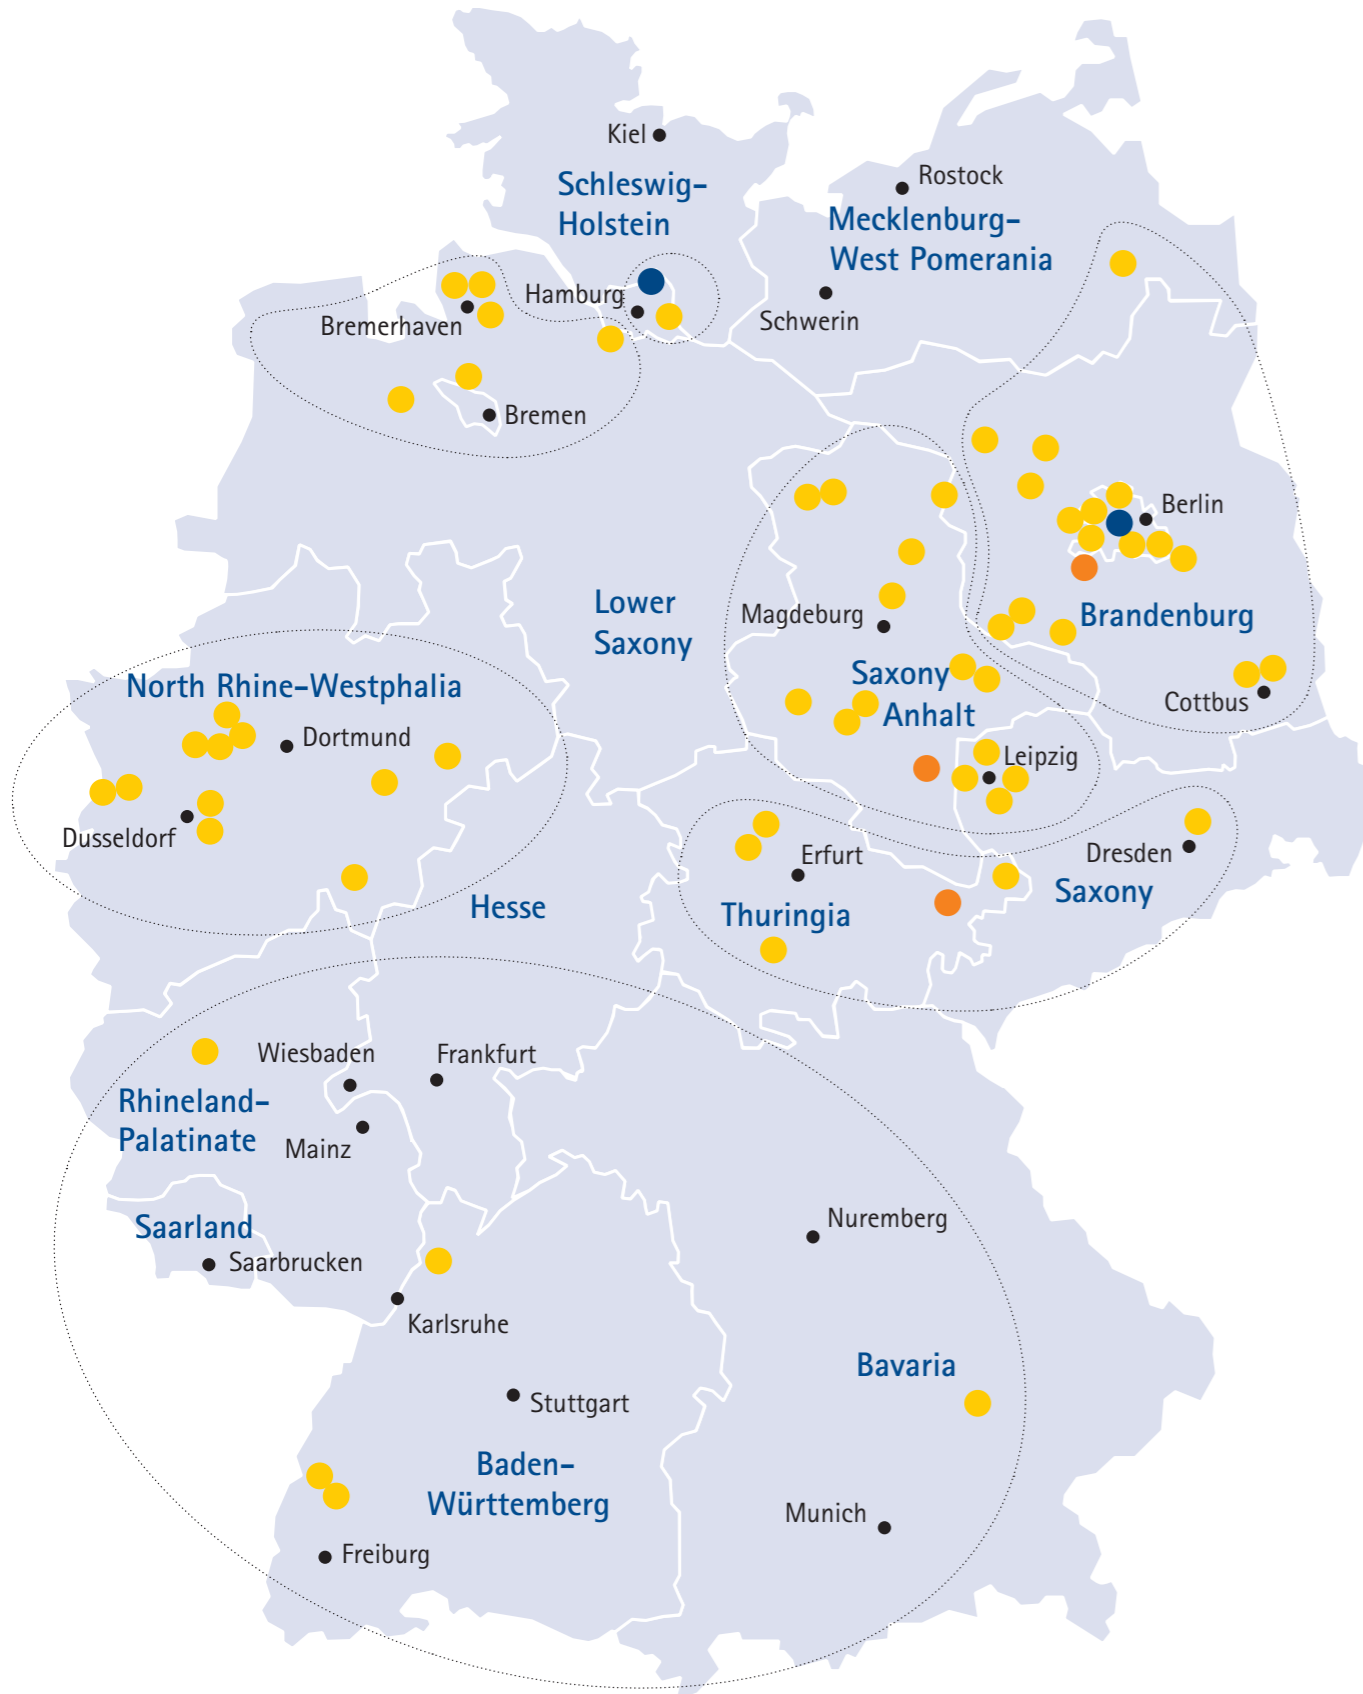 Kiel
Schleswig-
Holstein
Rostock
Mecklenburg-
West Pomerania
Hamburg
Schwerin
Bremerhaven
Bremen
Berlin
Lower
Saxony
Magdeburg
Brandenburg
Saxony
Anhalt
Cottbus
North Rhine-Westphalia
Dortmund
Leipzig
Dusseldorf
Erfurt
Dresden
Saxony
Hesse
Thuringia
Wiesbaden
Frankfurt
Rhineland-
Palatinate
Mainz
Saarland
Saarbrucken
Nuremberg
Karlsruhe
Bavaria
Stuttgart
Baden-
Württemberg
Munich
Freiburg